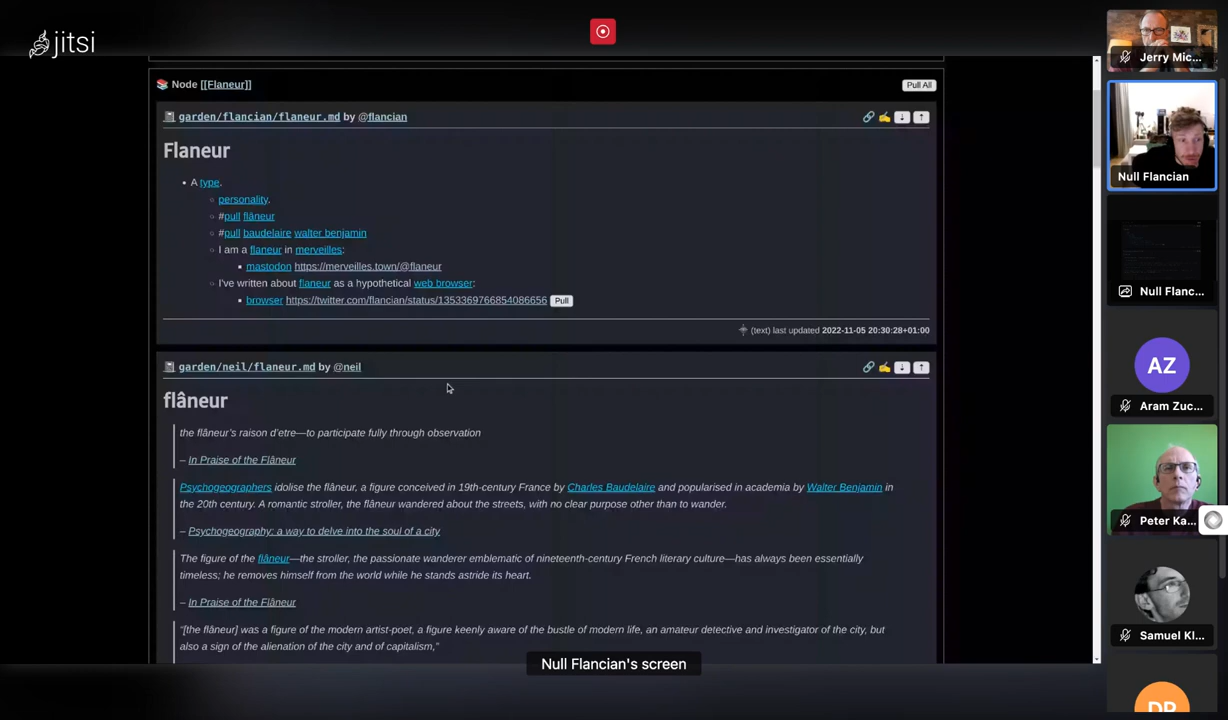 jitsi
Node [[Flaneur]]
Pull All
garden/flancian/flaneur.md by @flancian
Flaneur
A type.
personality.
#pull flâneur
#pull baudelaire walter benjamin
I am a flaneur in merveilles:
mastodon https://merveilles.town/@flaneur
I've written about flaneur as a hypothetical web browser:
browser https://twitter.com/flancian/status/1353369766854086656 Pull
(text) last updated 2022-11-05 20:30:28+01:00
garden/neil/flaneur.md by @neil
flâneur
the flâneur's raison d'etre—to participate fully through observation
– In Praise of the Flâneur
Psychogeographers idolise the flâneur, a figure conceived in 19th-century France by Charles Baudelaire and popularised in academia by Walter Benjamin in
the 20th century. A romantic stroller, the flâneur wandered about the streets, with no clear purpose other than to wander.
– Psychogeography: a way to delve into the soul of a city
The figure of the flâneur—the stroller, the passionate wanderer emblematic of nineteenth-century French literary culture—has always been essentially
timeless; he removes himself from the world while he stands astride its heart.
– In Praise of the Flâneur
"[the flâneur] was a figure of the modern artist-poet, a figure keenly aware of the bustle of modern life, an amateur detective and investigator of the city, but
also a sign of the alienation of the city and of capitalism,"
Null Flancian's screen
Jerry Mic...
Null Flancian
Null Flanc...
AZ
Aram Zuc...
Peter Ka...
Samuel Kl...